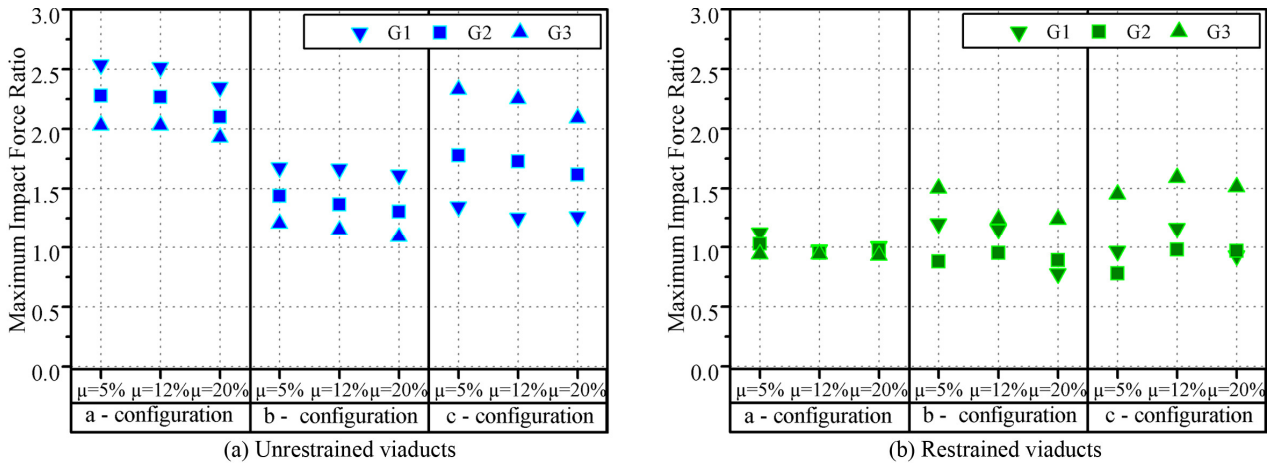 Maximum Impact Force Ratio
3.0
2.5
2.0
1.5
1.0
0.5
0.0
G1 G2 G3
μ=5% μ=12% μ=20% μ=5% μ=12% μ=20% μ=5% μ=12% μ=20%
a - configuration b - configuration c - configuration
(a) Unrestrained viaducts
Maximum Impact Force Ratio
3.0
2.5
2.0
1.5
1.0
0.5
0.0
G1 G2 G3
μ=5% μ=12% μ=20% μ=5% μ=12% μ=20% μ=5% μ=12% μ=20%
a - configuration b - configuration c - configuration
(b) Restrained viaducts